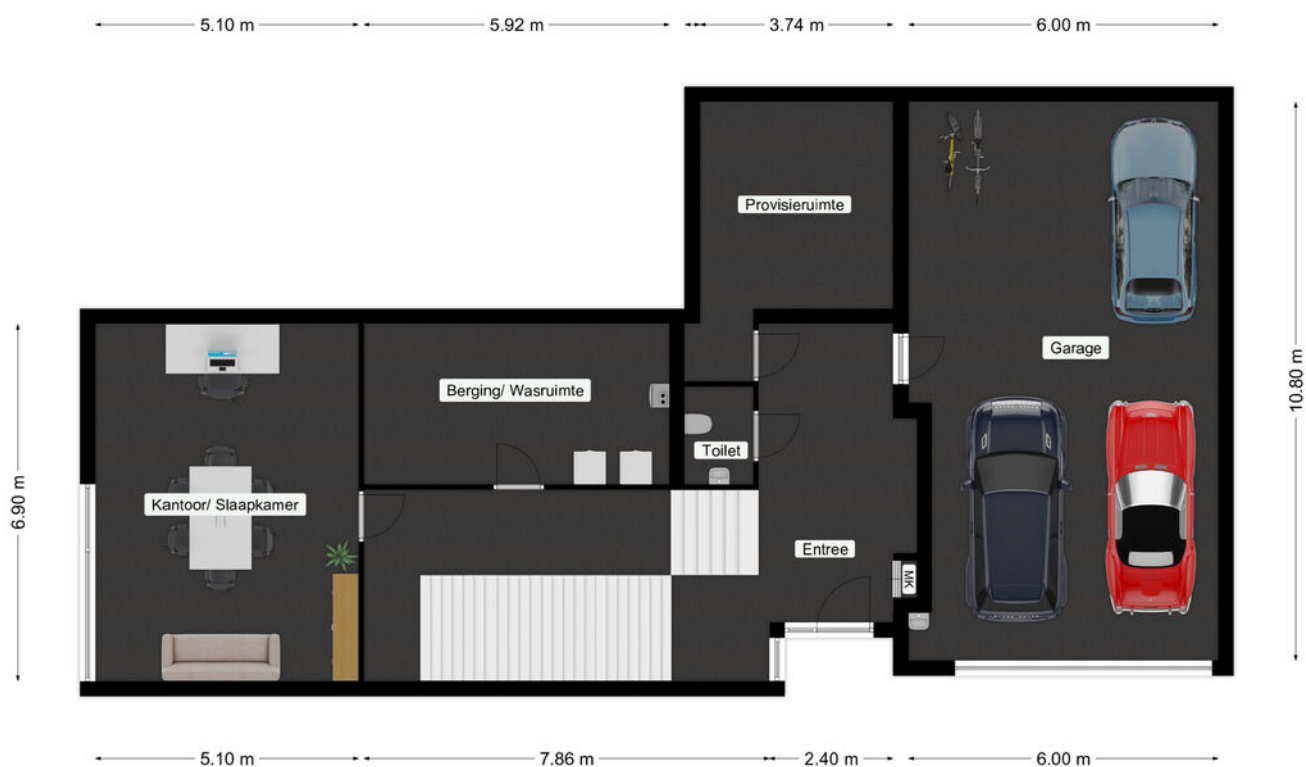 5.10 m
5.92 m
3.74 m
6.00 m
Provisieruimte
Garage
10.80 m
Berging/ Wasruimte
Toilet
6.90 m
Kantoor/ Slaapkamer
Entree
MK
5.10 m
7.86 m
2.40 m
6.00 m